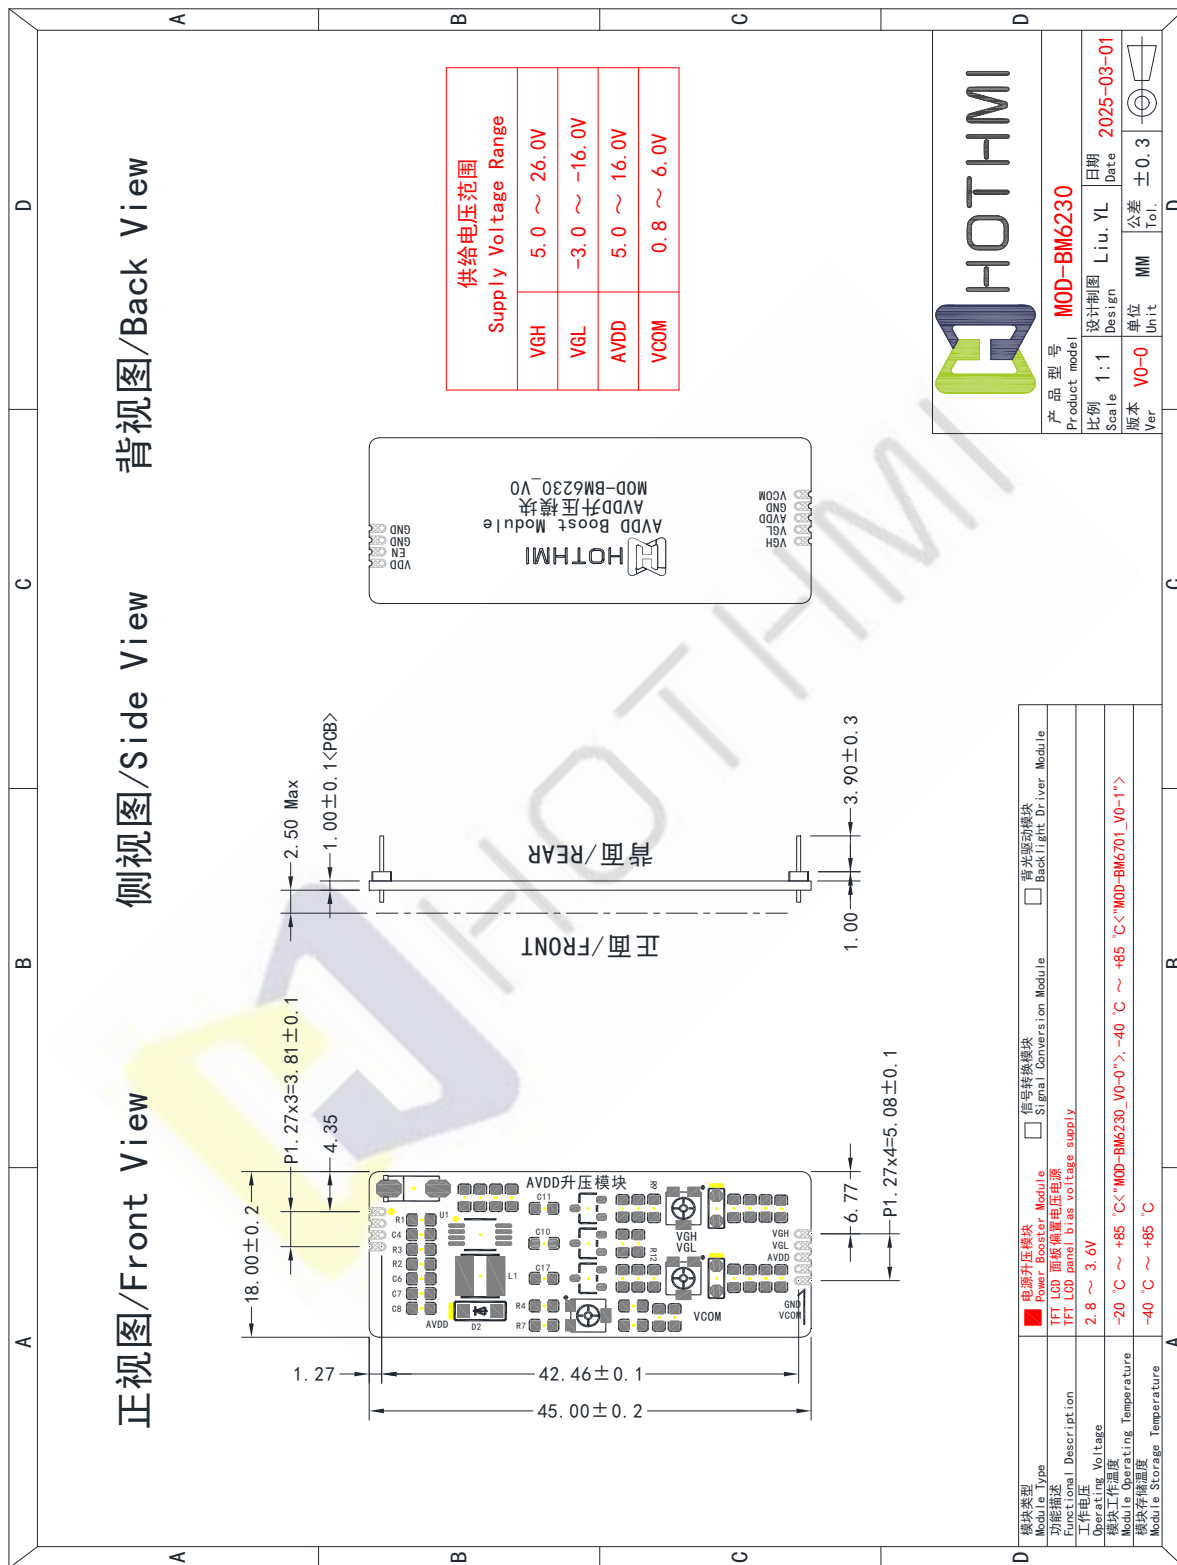 正视图/Front View
侧视图/Side View
背视图/Back View
A
B
C
D
A
B
C
D
A
B
C
D
A
B
C
D
P1.27x3=3.81±0.1
4.35
18.00±0.2
1.27
42.46±0.1
45.00±0.2
6.77
P1.27x4=5.08±0.1
AVDD升压模块
R1
C4
R3
R2
C6
C7
C8
U1
L1
D2
AVDD
C11
C10
C17
R4
R7
R9
R12
VGH
VGL
VCOM
VGH
VGL
AVDD
GND
VCOM
2.50 Max
1.00±0.1<PCB>
正面/FRONT
背面/REAR
1.00
3.90±0.3
VDD
EN
GND
GND
HOTHMI
AVDD Boost Module
AVDD升压模块
MOD-BM6230_V0
VGH
VGL
AVDD
GND
VCOM
供给电压范围
Supply Voltage Range
VGH 5.0 ～ 26.0V
VGL -3.0 ～ -16.0V
AVDD 5.0 ～ 16.0V
VCOM 0.8 ～ 6.0V
HOTHMI
模块类型
Module Type
电源升压模块
Power Booster Module
信号转换模块
Signal Conversion Module
背光驱动模块
Backlight Driver Module
功能描述
Functional Description
TFT LCD 面板偏置电压电源
TFT LCD panel bias voltage supply
工作电压
Operating Voltage
2.8 ～ 3.6V
模块工作温度
Module Operating Temperature
-20 ℃ ～ +85 ℃<"MOD-BM6230_V0-0">,-40 ℃ ～ +85 ℃<"MOD-BM6701_V0-1">
模块存储温度
Module Storage Temperature
-40 ℃ ～ +85 ℃
HOTHMI
产品型号
Product model
MOD-BM6230
比例
Scale
1:1
设计制图
Design
Liu.YL
日期
Date
2025-03-01
版本
Ver
V0-0
单位
Unit
MM
公差
Tol.
±0.3